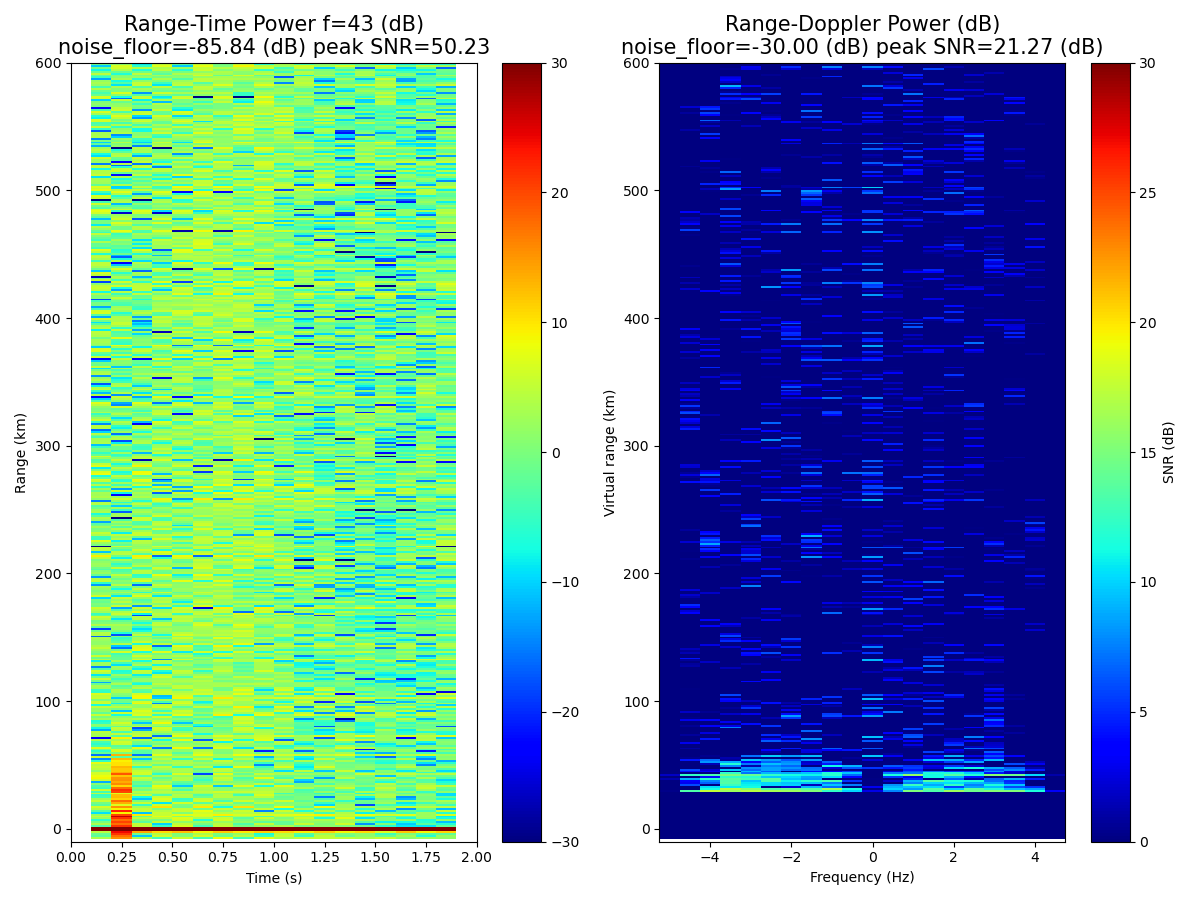 Range-Time Power f=43 (dB)
noise_floor=-85.84 (dB) peak SNR=50.23
600
500
400
300
200
100
0
Range (km)
0.00 0.25 0.50 0.75 1.00 1.25 1.50 1.75 2.00
Time (s)
30
20
10
0
−10
−20
−30
Range-Doppler Power (dB)
noise_floor=-30.00 (dB) peak SNR=21.27 (dB)
600
500
400
300
200
100
0
Virtual range (km)
−4 −2 0 2 4
Frequency (Hz)
30
25
20
15
10
5
0
SNR (dB)